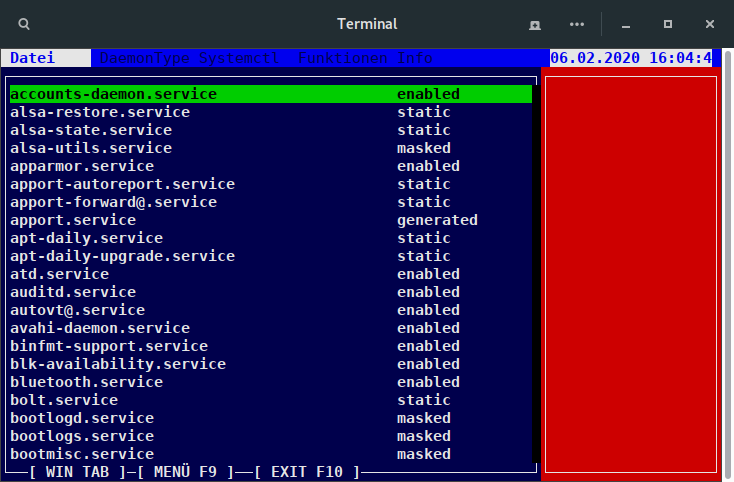 Terminal
Datei DaemonType Systemctl Funktionen Info 06.02.2020 16:04:4
accounts-daemon.service enabled
alsa-restore.service static
alsa-state.service static
alsa-utils.service masked
apparmor.service enabled
apport-autoreport.service static
apport-forward@.service static
apport.service generated
apt-daily.service static
apt-daily-upgrade.service static
atd.service enabled
auditd.service enabled
autovt@.service enabled
avahi-daemon.service enabled
binfmt-support.service enabled
blk-availability.service enabled
bluetooth.service enabled
bolt.service static
bootlogd.service masked
bootlogs.service masked
bootmisc.service masked
[ WIN TAB ] [ MENÜ F9 ] [ EXIT F10 ]